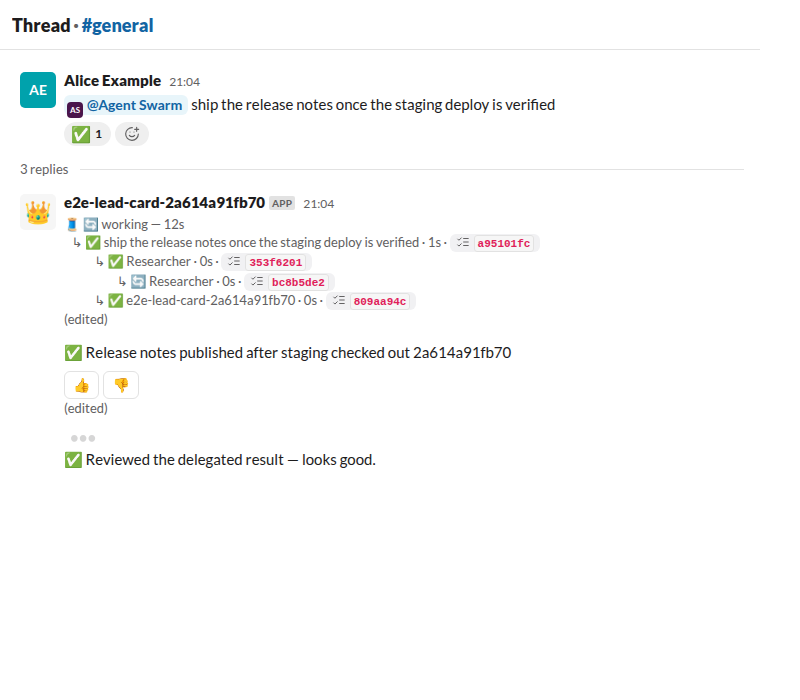 Thread • #general
AE
Alice Example 21:04
AS @Agent Swarm ship the release notes once the staging deploy is verified
✅ 1
3 replies
e2e-lead-card-2a614a91fb70 APP 21:04
🧵 🔄 working — 12s
↳ ✅ ship the release notes once the staging deploy is verified · 1s · a95101fc
↳ ✅ Researcher · 0s · 353f6201
↳ 🔄 Researcher · 0s · bc8b5de2
↳ ✅ e2e-lead-card-2a614a91fb70 · 0s · 809aa94c
(edited)
✅ Release notes published after staging checked out 2a614a91fb70
👍 👎
(edited)
✅ Reviewed the delegated result — looks good.